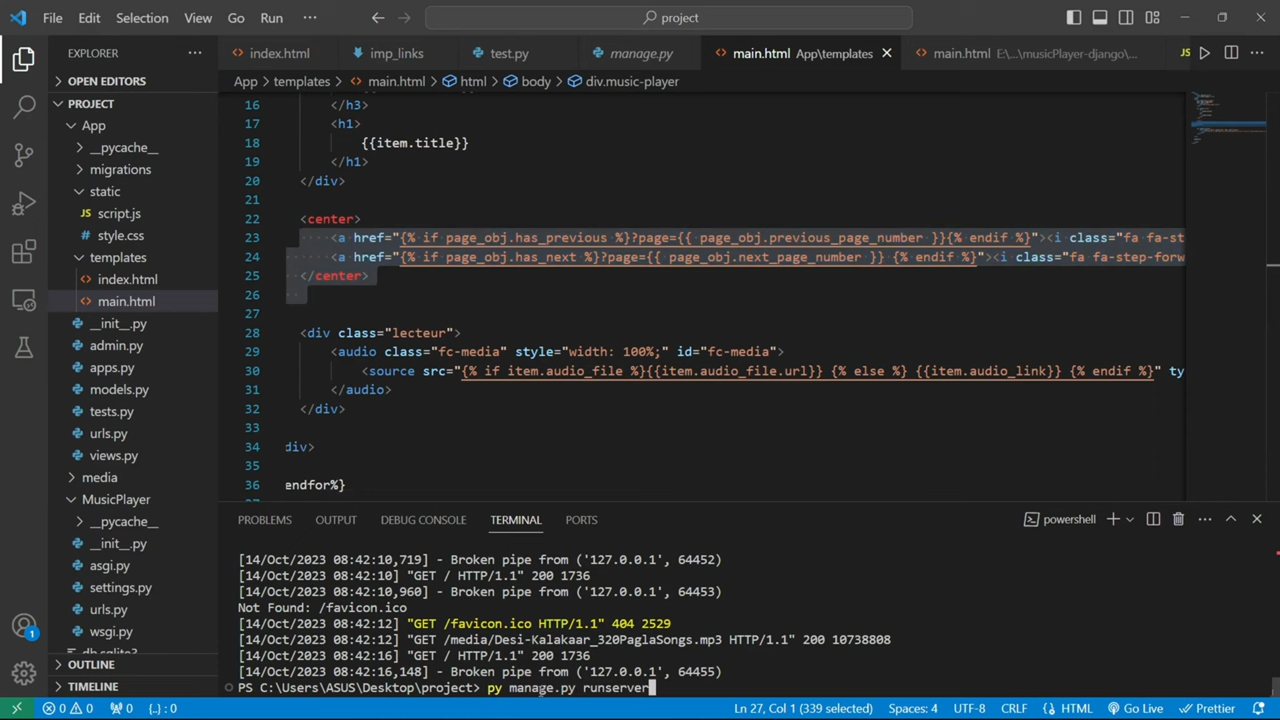 File Edit Selection View Go Run ··· project
EXPLORER ···
index.html imp_links test.py manage.py main.html App\templates main.html E:\...\musicPlayer-django\... JS ···
App > templates > main.html > html > body > div.music-player
OPEN EDITORS
PROJECT
App
__pycache__
migrations
static
JS script.js
# style.css
templates
index.html
main.html
__init__.py
admin.py
apps.py
models.py
tests.py
urls.py
views.py
media
MusicPlayer
__pycache__
__init__.py
asgi.py
settings.py
urls.py
wsgi.py
db.sqlite3
OUTLINE
TIMELINE
1
16 </h3>
17 <h1>
18 {{item.title}}
19 </h1>
20 </div>
21
22 <center>
23 ····<a href="{% if page_obj.has_previous %}?page={{ page_obj.previous_page_number }}{% endif %}"><i class="fa fa-st
24 ····<a href="{% if page_obj.has_next %}?page={{ page_obj.next_page_number }} {% endif %}"><i class="fa fa-step-forw
25 </center>
26
27
28 <div class="lecteur">
29 <audio class="fc-media" style="width: 100%;" id="fc-media">
30 <source src="{% if item.audio_file %}{{item.audio_file.url}} {% else %} {{item.audio_link}} {% endif %}" ty
31 </audio>
32 </div>
33
34 div>
35
36 endfor%}
PROBLEMS OUTPUT DEBUG CONSOLE TERMINAL PORTS powershell ···
[14/Oct/2023 08:42:10,719] - Broken pipe from ('127.0.0.1', 64452)
[14/Oct/2023 08:42:10] "GET / HTTP/1.1" 200 1736
[14/Oct/2023 08:42:10,960] - Broken pipe from ('127.0.0.1', 64453)
Not Found: /favicon.ico
[14/Oct/2023 08:42:12] "GET /favicon.ico HTTP/1.1" 404 2529
[14/Oct/2023 08:42:12] "GET /media/Desi-Kalakaar_320PaglaSongs.mp3 HTTP/1.1" 200 10738808
[14/Oct/2023 08:42:16] "GET / HTTP/1.1" 200 1736
[14/Oct/2023 08:42:16,148] - Broken pipe from ('127.0.0.1', 64455)
PS C:\Users\ASUS\Desktop\project> py manage.py runserver
0 0 0 {..} : 0 Ln 27, Col 1 (339 selected) Spaces: 4 UTF-8 CRLF HTML Go Live Prettier